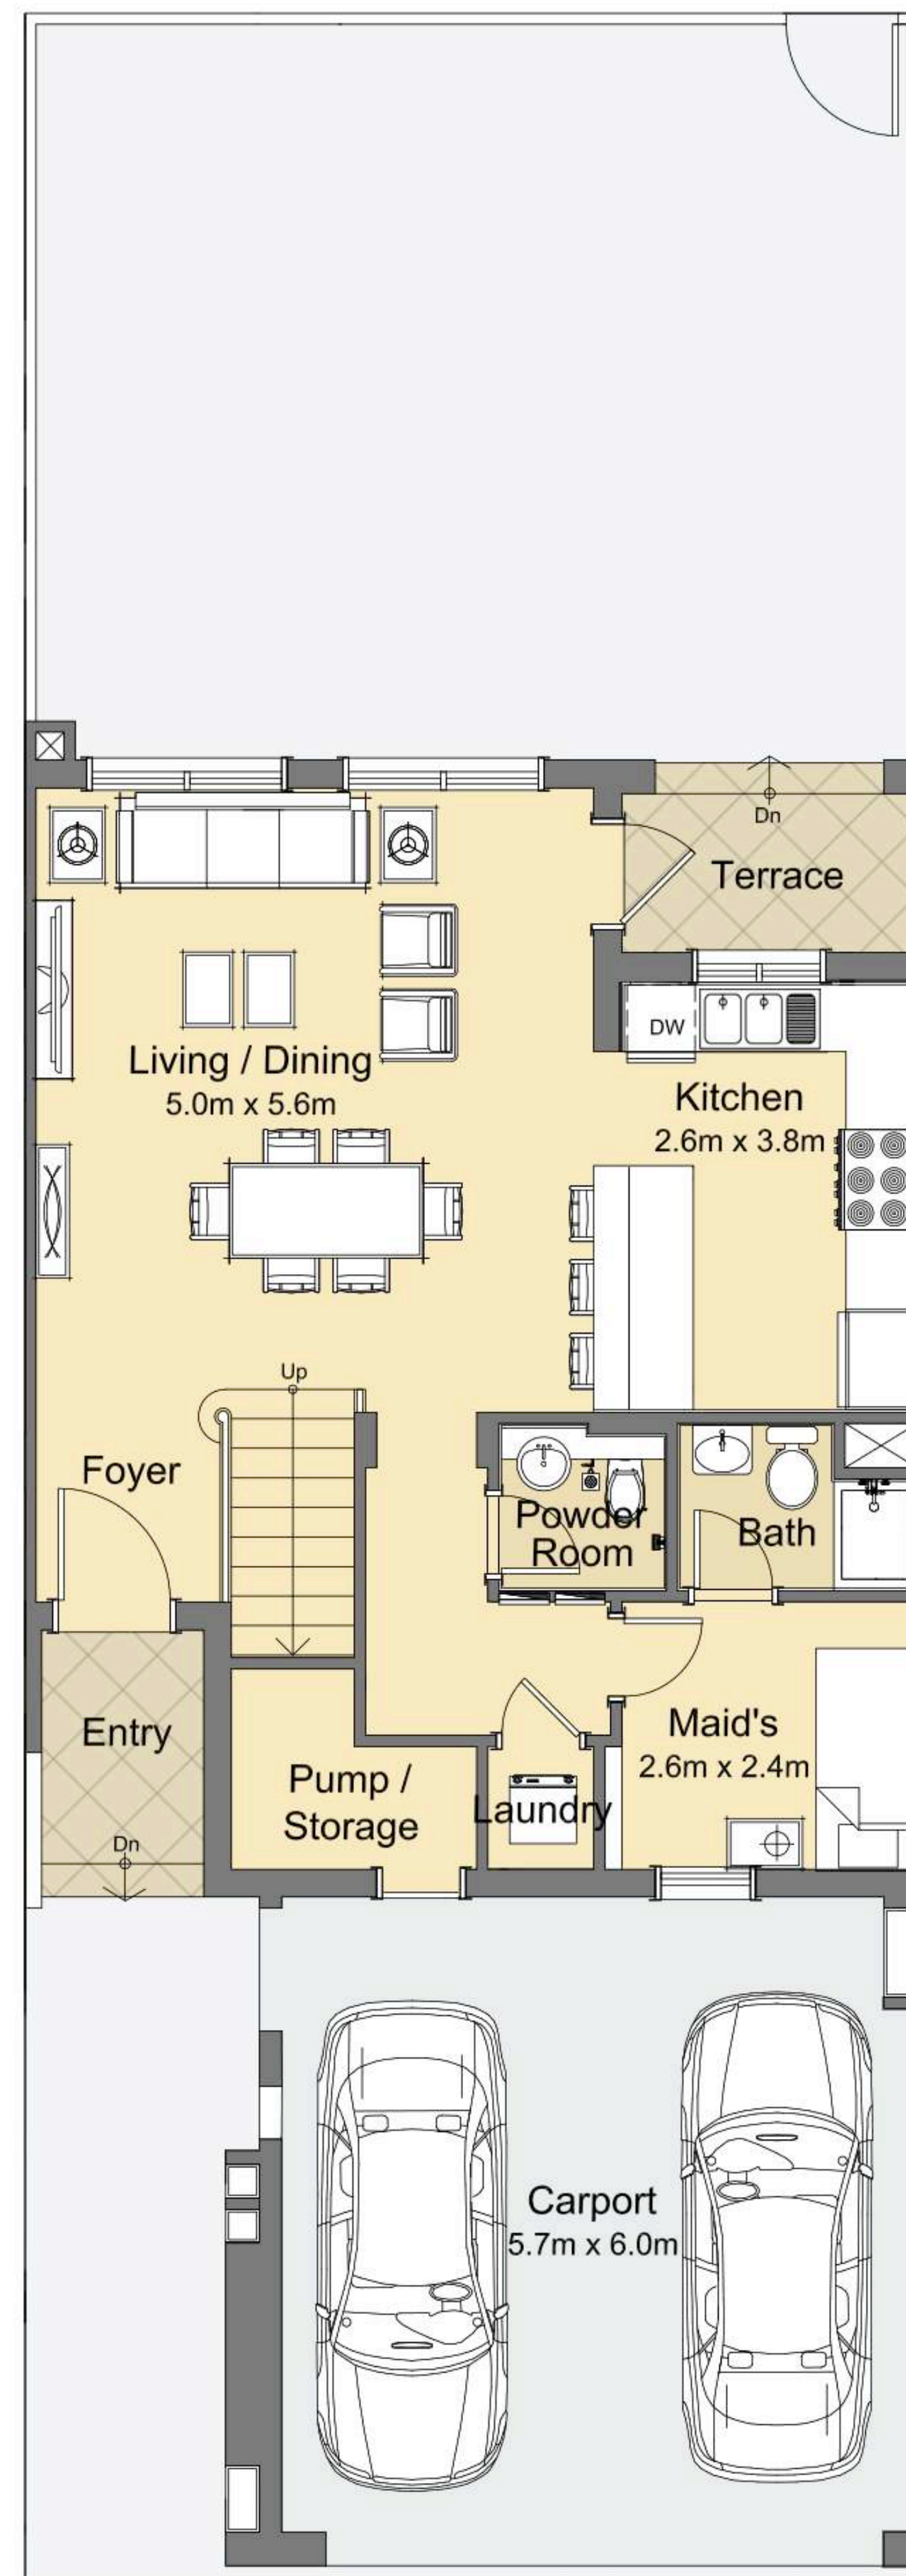 Dn
Terrace
DW
Living / Dining
5.0m x 5.6m
Kitchen
2.6m x 3.8m
Up
Foyer
Powder
Room
Bath
Entry
Maid's
2.6m x 2.4m
Pump /
Storage
Laundry
Dn
Carport
5.7m x 6.0m